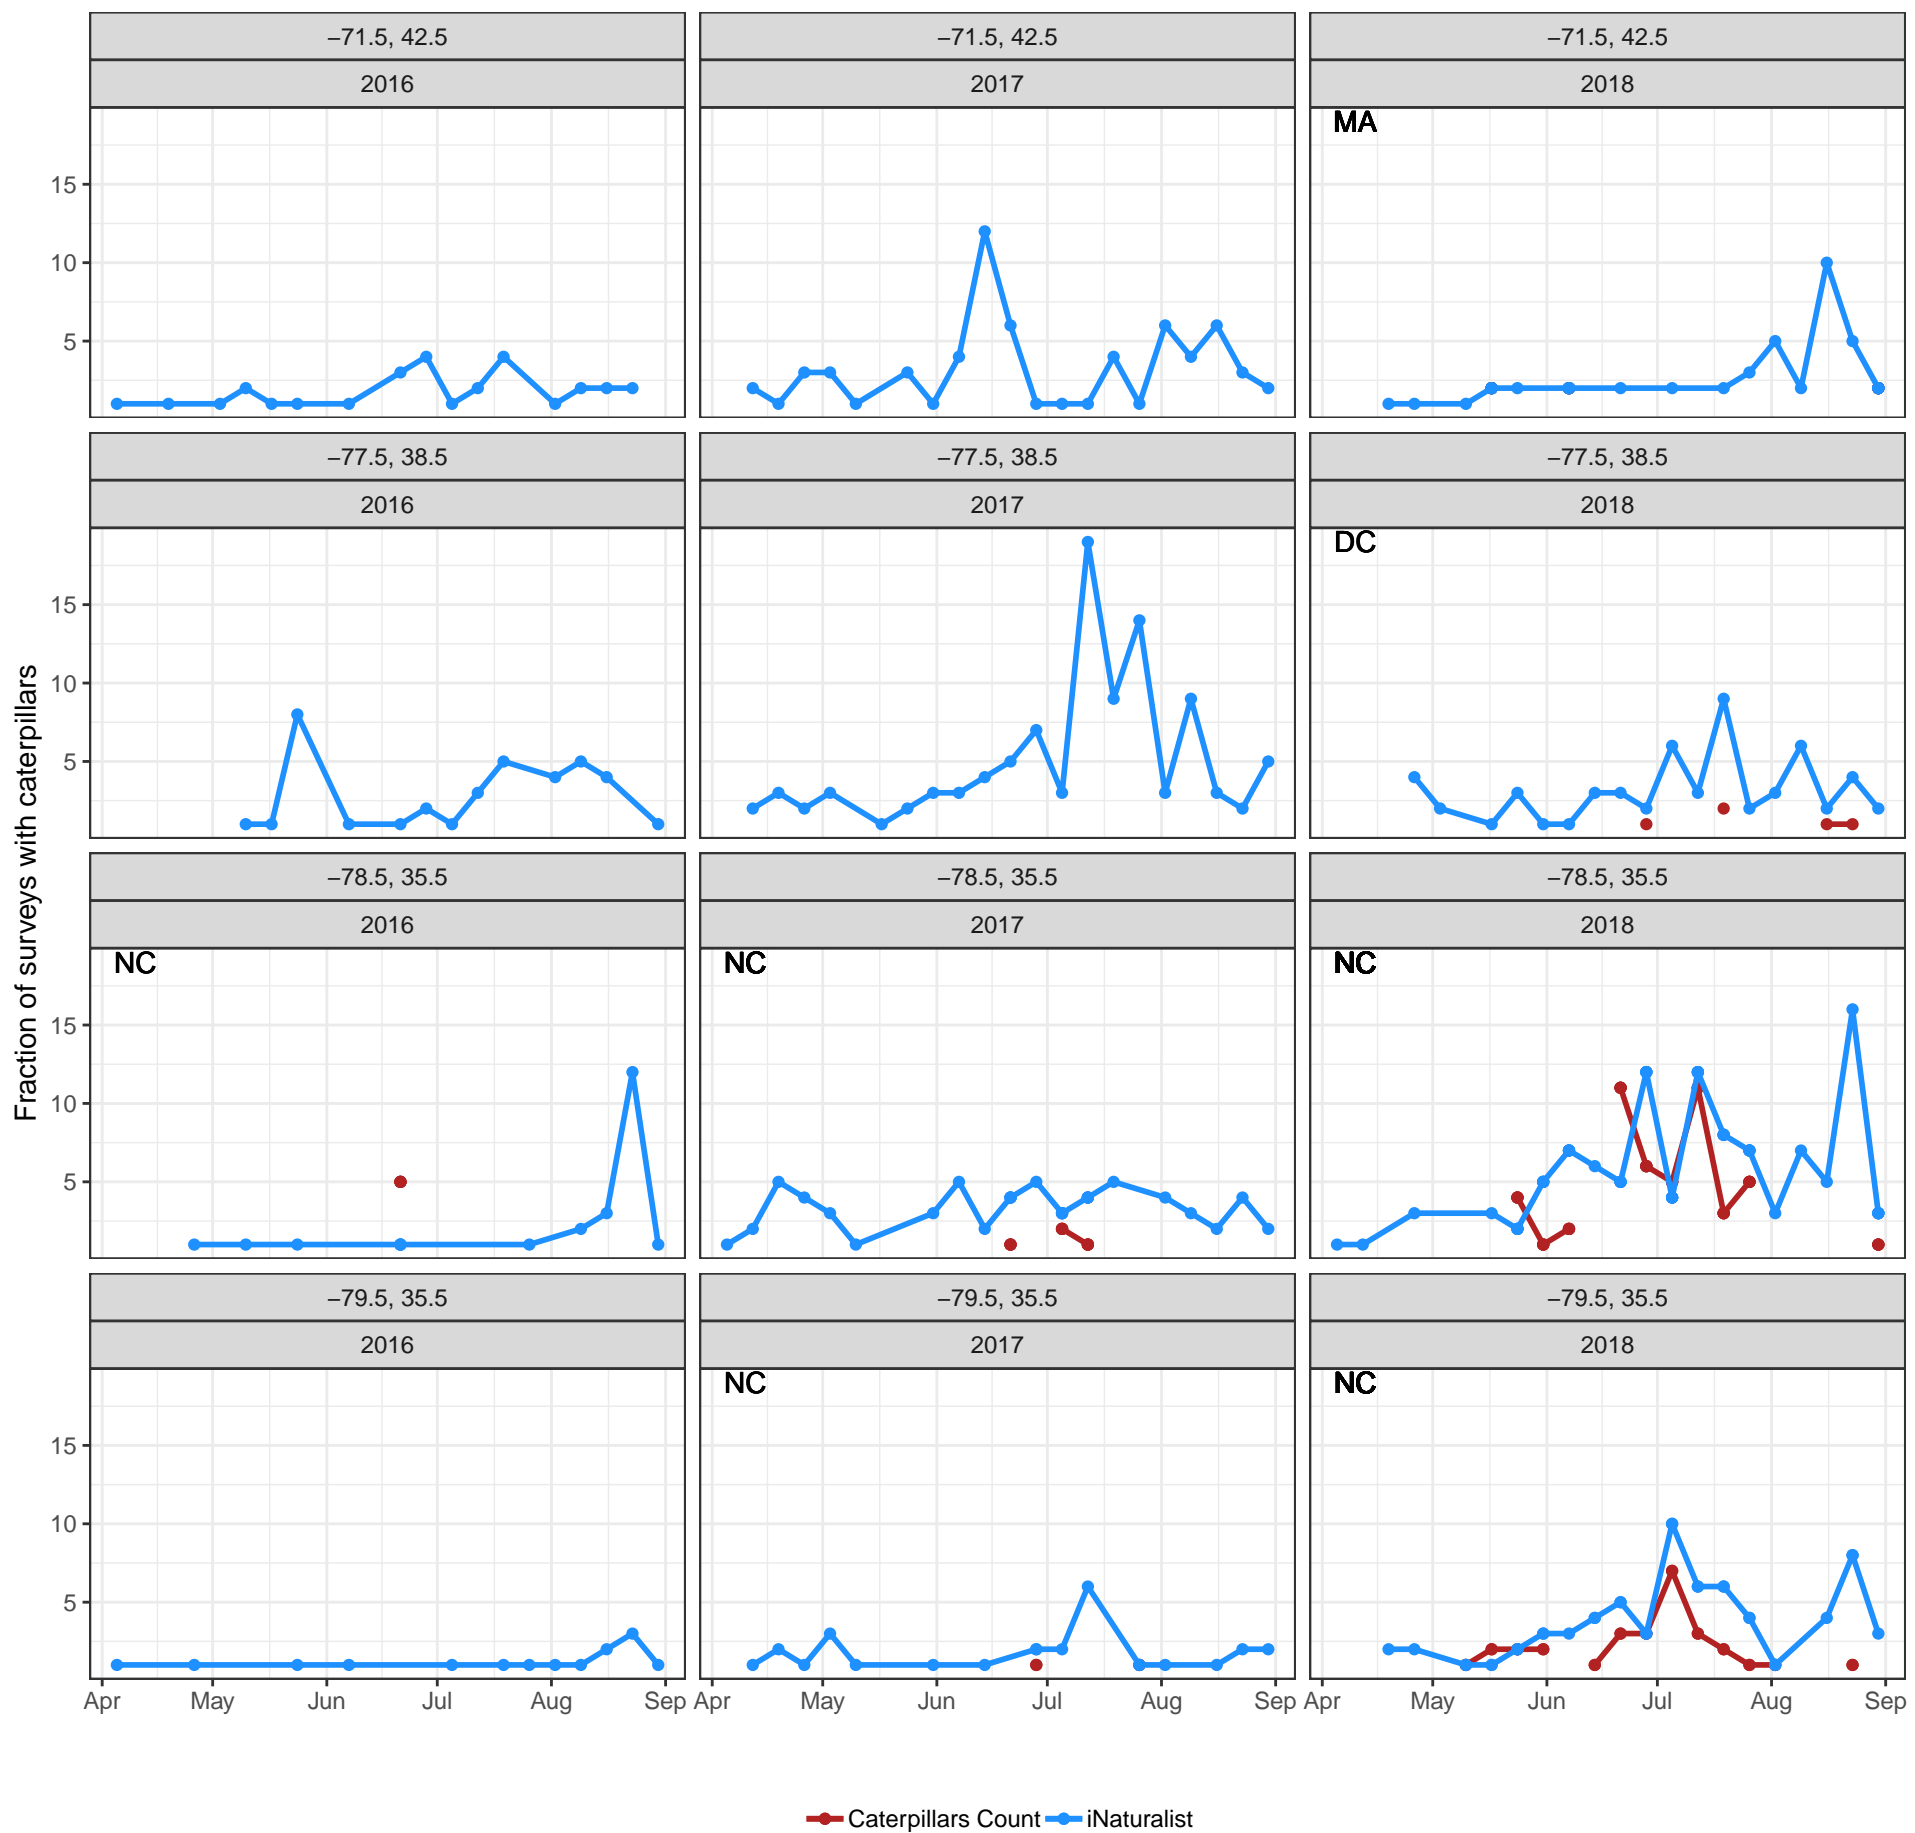 −71.5, 42.5 −71.5, 42.5 −71.5, 42.5
2016 2017 2018
MA
15
10
5
−77.5, 38.5 −77.5, 38.5 −77.5, 38.5
2016 2017 2018
DC
15
10
5
−78.5, 35.5 −78.5, 35.5 −78.5, 35.5
2016 2017 2018
NC NC NC
15
10
5
−79.5, 35.5 −79.5, 35.5 −79.5, 35.5
2016 2017 2018
NC NC
15
10
5
Apr May Jun Jul Aug Sep Apr May Jun Jul Aug Sep Apr May Jun Jul Aug Sep
Fraction of surveys with caterpillars
Caterpillars Count iNaturalist